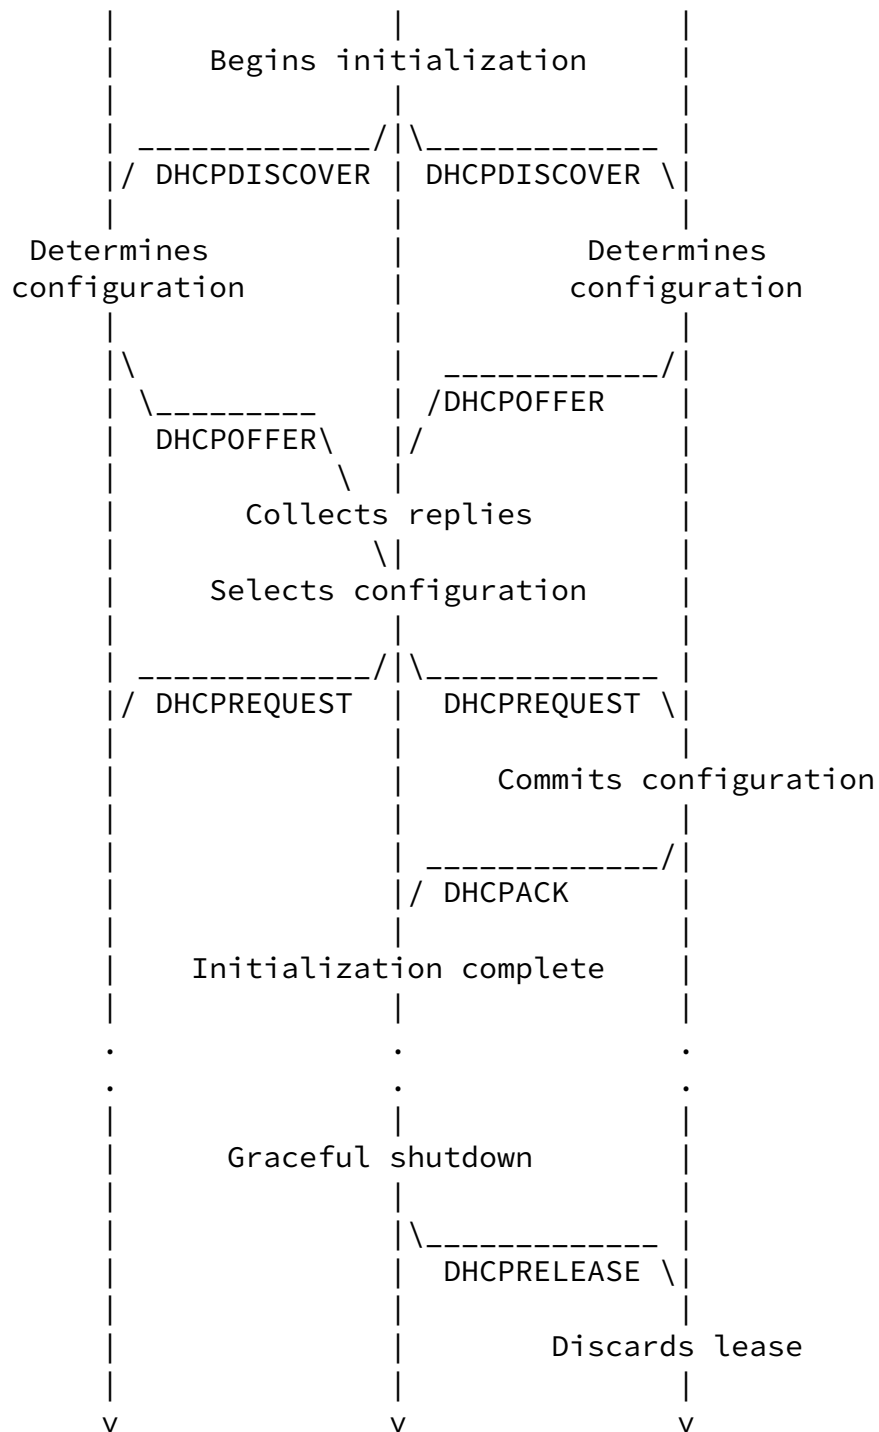 Begins initialization
DHCPDISCOVER DHCPDISCOVER
Determines Determines
configuration configuration
DHCPOFFER
DHCPOFFER
Collects replies
Selects configuration
DHCPREQUEST DHCPREQUEST
Commits configuration
DHCPACK
Initialization complete
. . .
. . .
Graceful shutdown
DHCPRELEASE
Discards lease
v v v